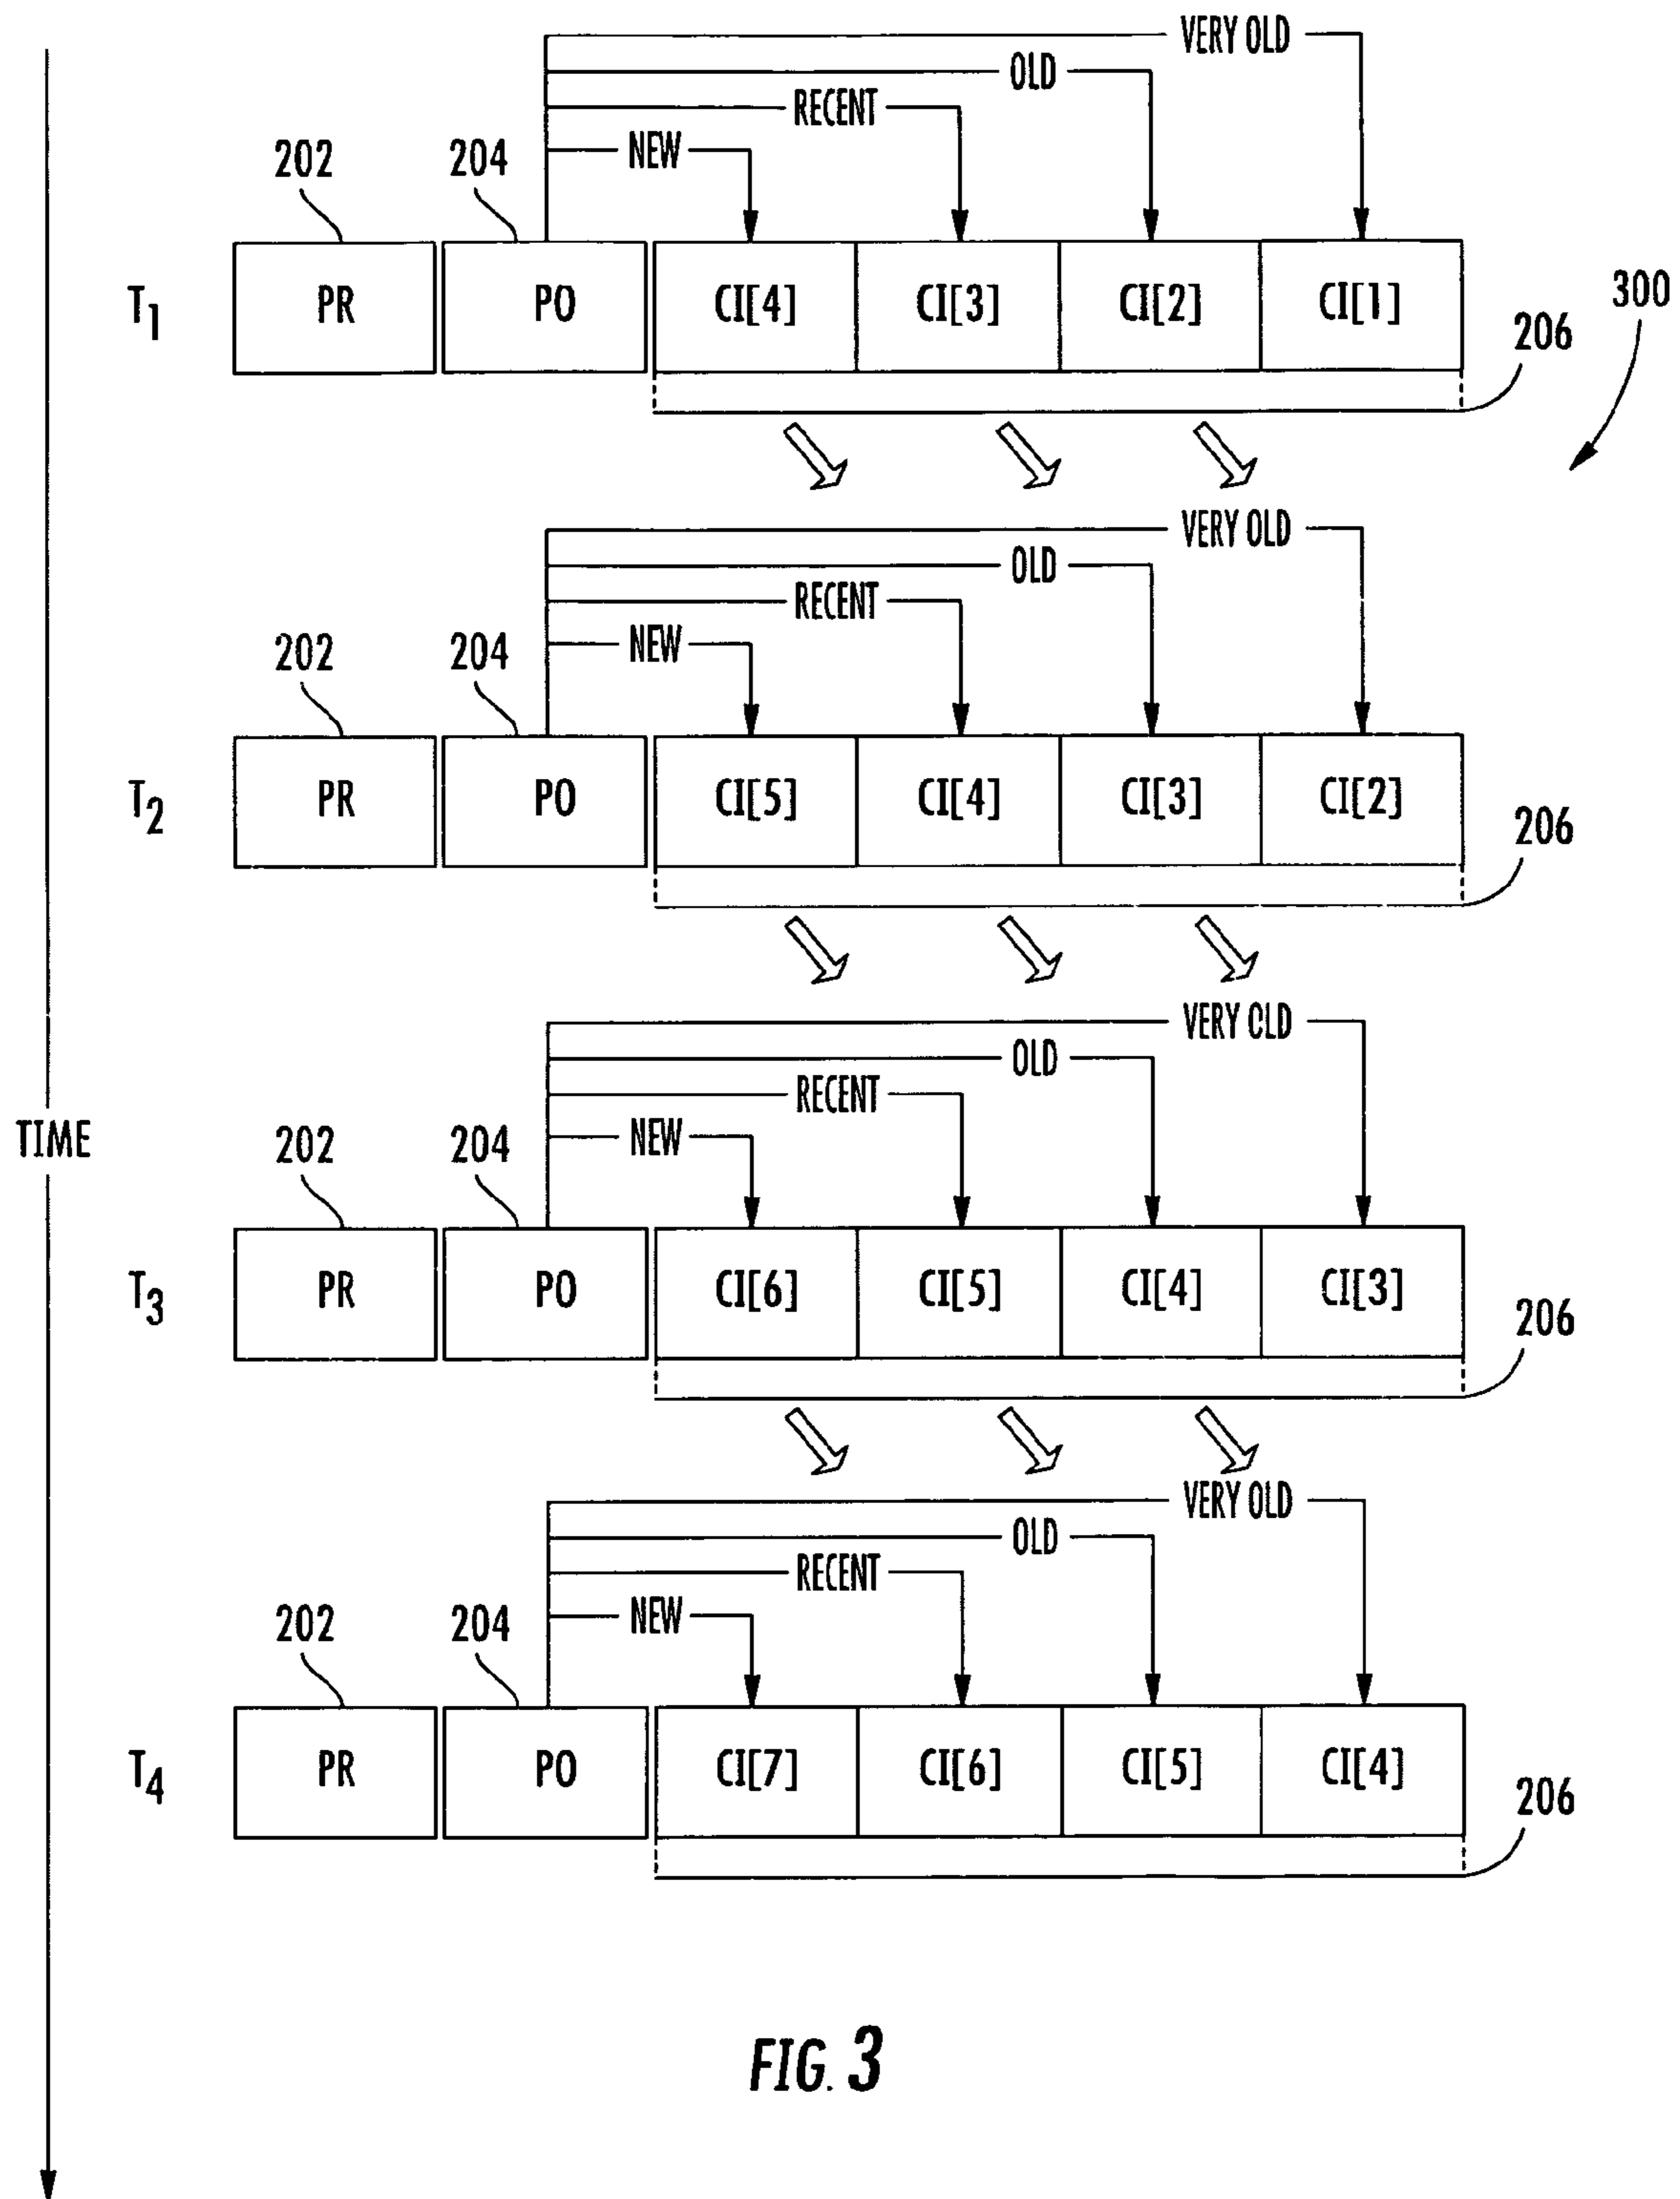 VERY OLD
OLD
RECENT
NEW
202
204
T1
PR
PO
CI[4]
CI[3]
CI[2]
CI[1]
300
206
VERY OLD
OLD
RECENT
NEW
202
204
T2
PR
PO
CI[5]
CI[4]
CI[3]
CI[2]
206
VERY OLD
OLD
RECENT
NEW
TIME
202
204
T3
PR
PO
CI[6]
CI[5]
CI[4]
CI[3]
206
VERY OLD
OLD
RECENT
NEW
202
204
T4
PR
PO
CI[7]
CI[6]
CI[5]
CI[4]
206
FIG. 3